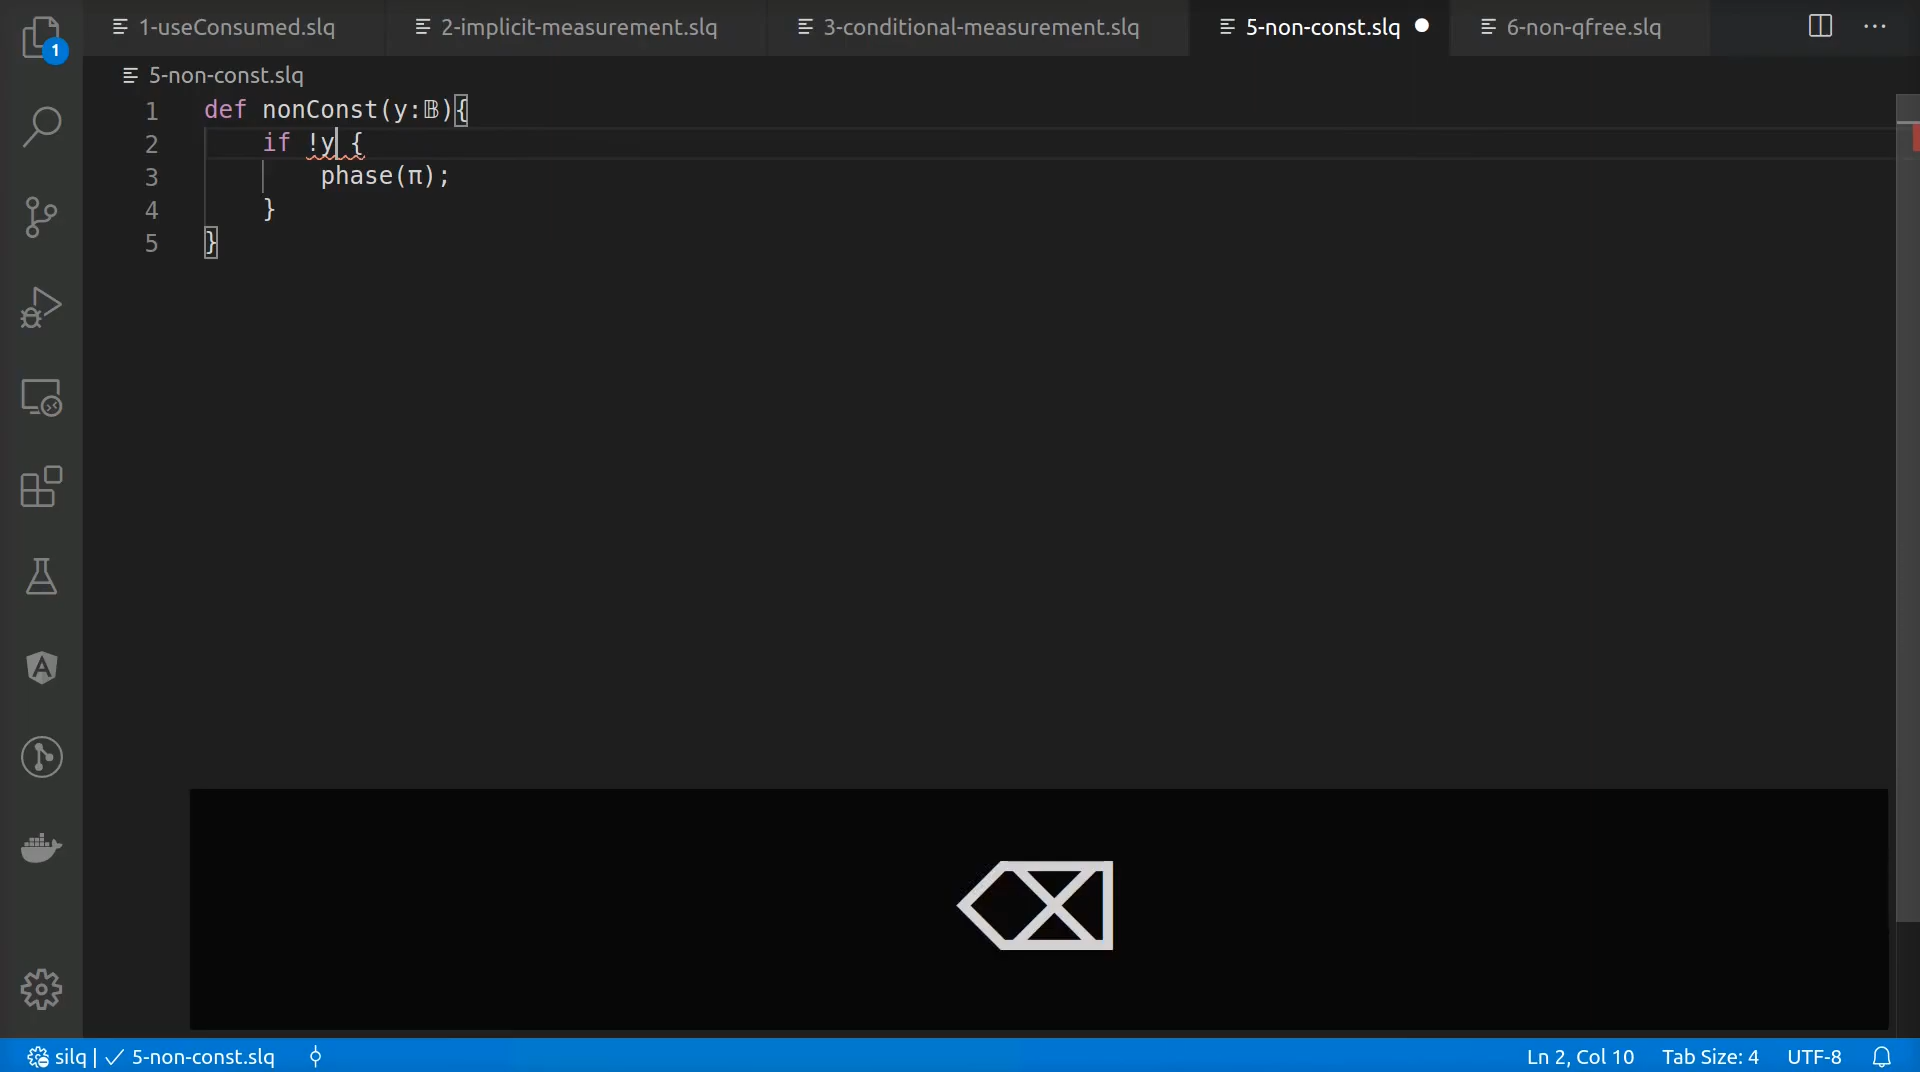 1
1-useConsumed.slq
2-implicit-measurement.slq
3-conditional-measurement.slq
5-non-const.slq
6-non-qfree.slq
5-non-const.slq
1 def nonConst(y:𝔹){
2 if !y {
3 phase(π);
4 }
5 }
silq | ✓ 5-non-const.slq
Ln 2, Col 10
Tab Size: 4
UTF-8